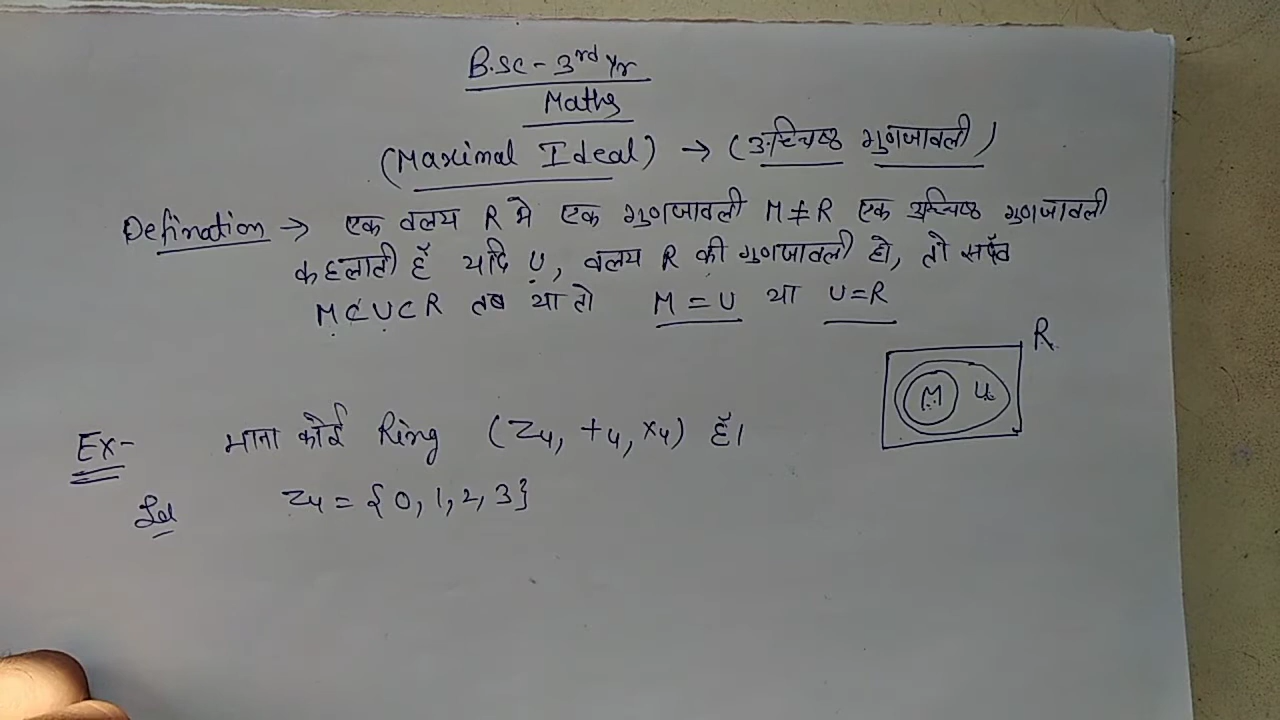 B.sc - 3rd Yr
Maths
(Maximal Ideal) → (उच्चिष्ठ गुणजावली)
Defination → एक वलय R मे एक गुणजावली M ≠ R एक उच्चिष्ठ गुणजावली
कहलाती हैं यदि U, वलय R की गुणजावली हो, तो सदैव
M ⊂ U ⊂ R तब या तो M = U या U = R
R
M U
Ex- माना कोई Ring (Z4, +4, ×4) हैं।
Let Z4 = {0, 1, 2, 3}